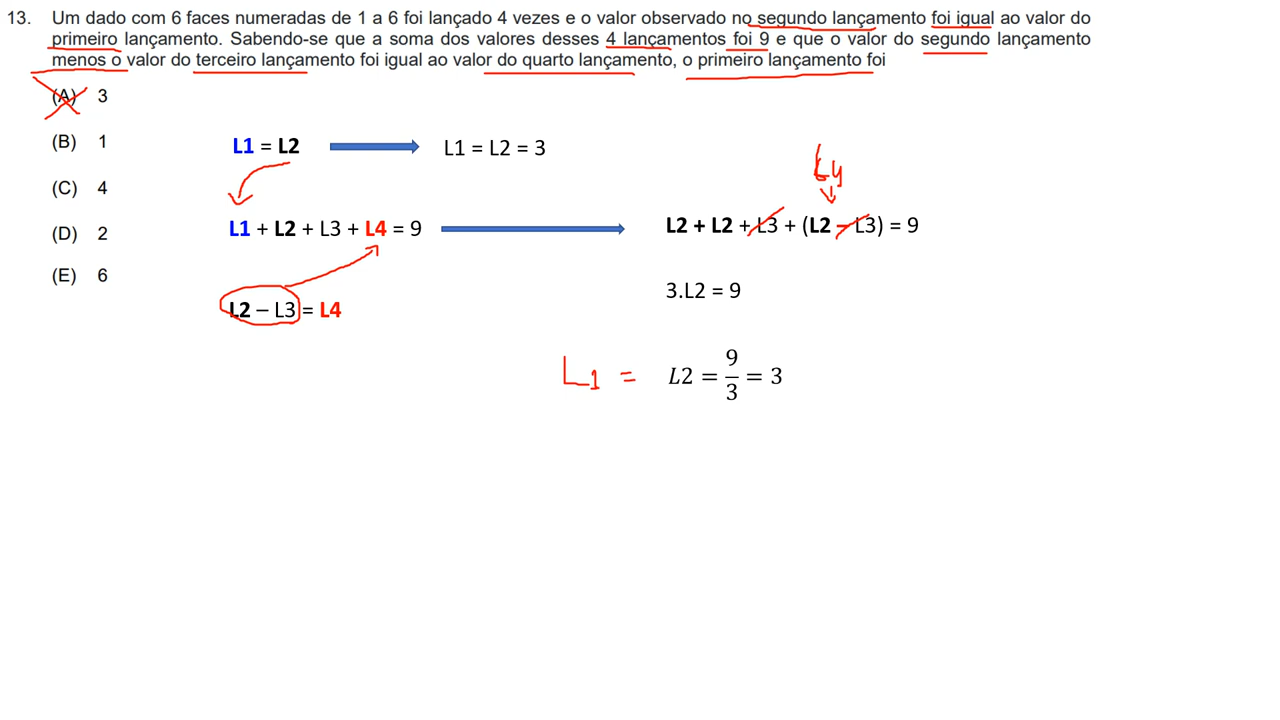 13. Um dado com 6 faces numeradas de 1 a 6 foi lançado 4 vezes e o valor observado no segundo lançamento foi igual ao valor do
primeiro lançamento. Sabendo-se que a soma dos valores desses 4 lançamentos foi 9 e que o valor do segundo lançamento
menos o valor do terceiro lançamento foi igual ao valor do quarto lançamento, o primeiro lançamento foi
(A) 3
(B) 1
(C) 4
(D) 2
(E) 6
L1 = L2
L1 = L2 = 3
L4
L1 + L2 + L3 + L4 = 9
L2 + L2 + L3 + (L2 – L3) = 9
L2 – L3 = L4
3.L2 = 9
L1 = L2 = 9/3 = 3